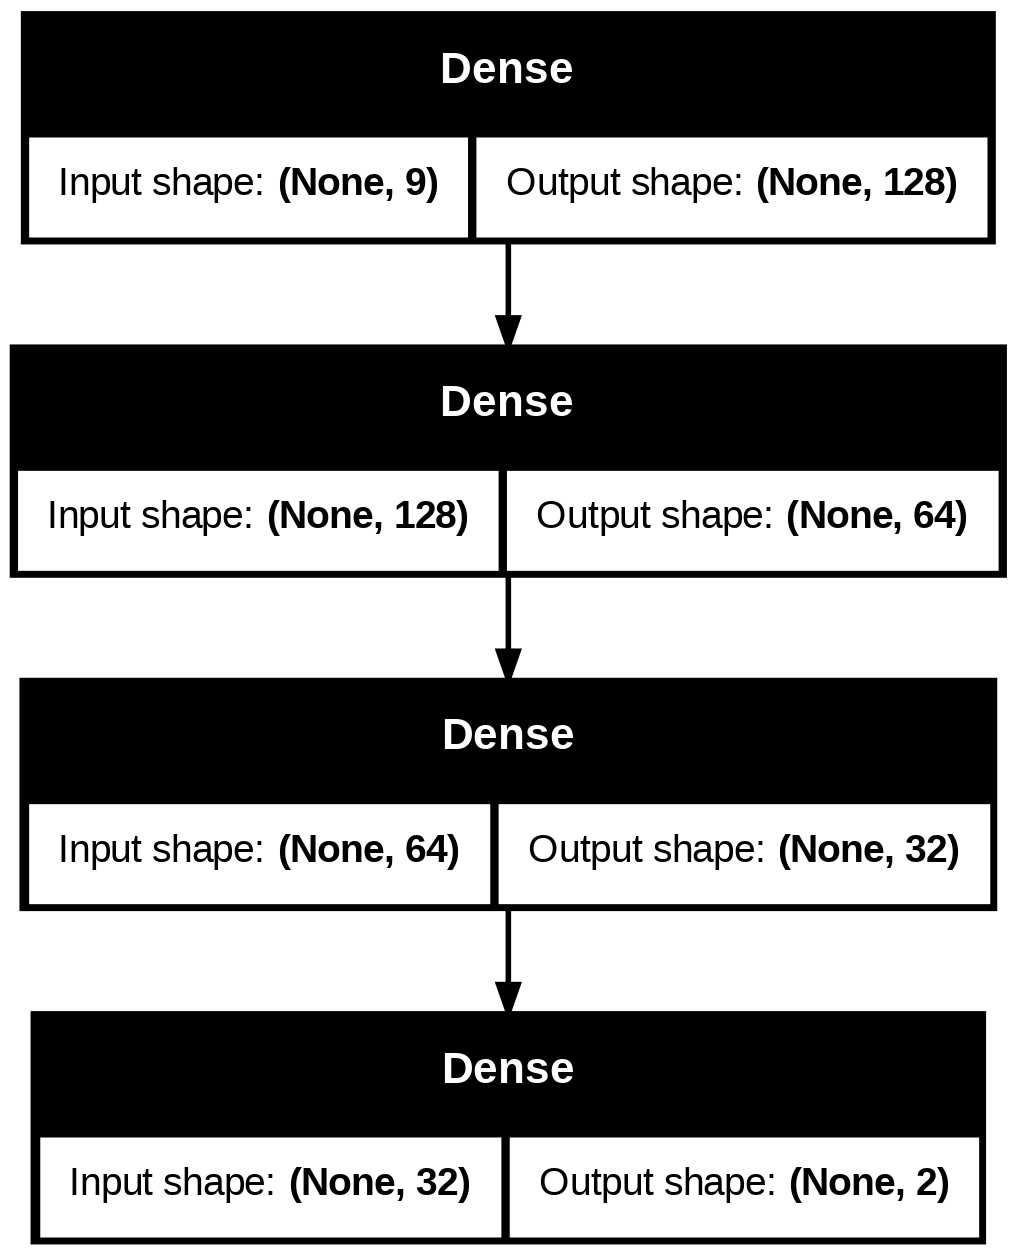 Dense
Input shape: (None, 9) Output shape: (None, 128)
Dense
Input shape: (None, 128) Output shape: (None, 64)
Dense
Input shape: (None, 64) Output shape: (None, 32)
Dense
Input shape: (None, 32) Output shape: (None, 2)